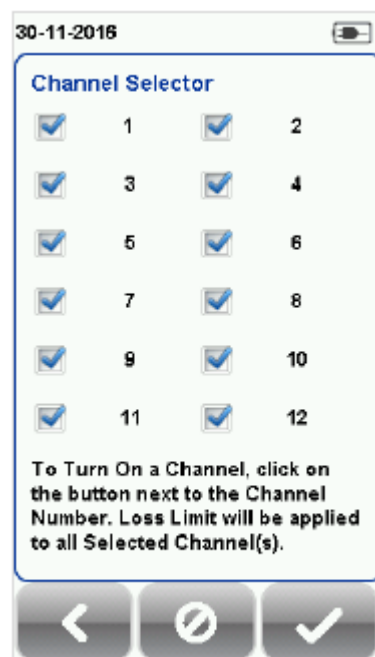 30-11-2016
Channel Selector
1 2
3 4
5 6
7 8
9 10
11 12
To Turn On a Channel, click on
the button next to the Channel
Number. Loss Limit will be applied
to all Selected Channel(s).